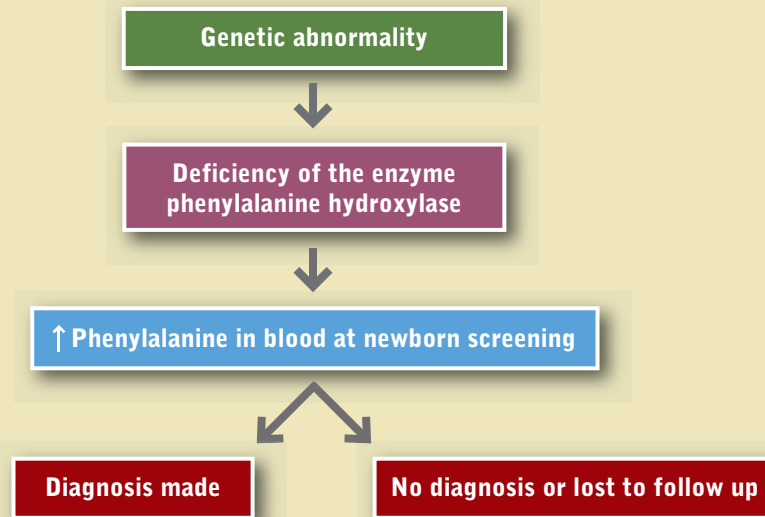 Genetic abnormality
Deficiency of the enzyme
phenylalanine hydroxylase
↑ Phenylalanine in blood at newborn screening
Diagnosis made
No diagnosis or lost to follow up